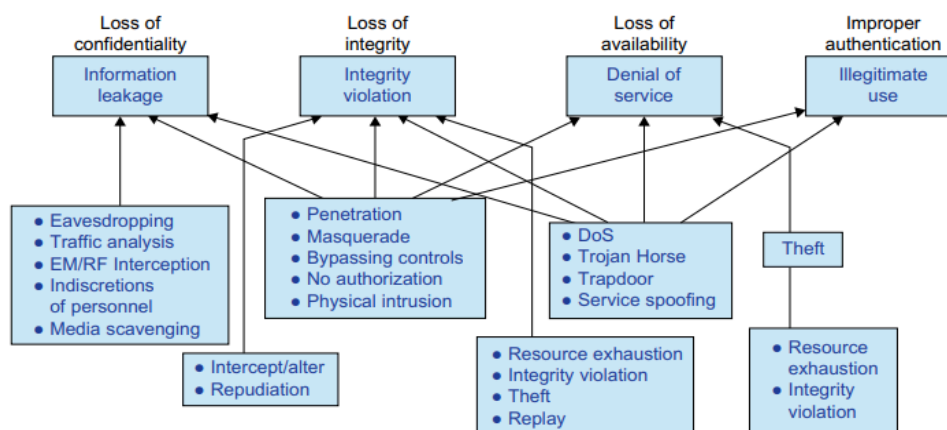 Loss of
confidentiality
Loss of
integrity
Loss of
availability
Improper
authentication
Information
leakage
Integrity
violation
Denial of
service
Illegitimate
use
● Eavesdropping
● Traffic analysis
● EM/RF Interception
● Indiscretions
of personnel
● Media scavenging
● Penetration
● Masquerade
● Bypassing controls
● No authorization
● Physical intrusion
● DoS
● Trojan Horse
● Trapdoor
● Service spoofing
Theft
● Intercept/alter
● Repudiation
● Resource exhaustion
● Integrity violation
● Theft
● Replay
● Resource
exhaustion
● Integrity
violation